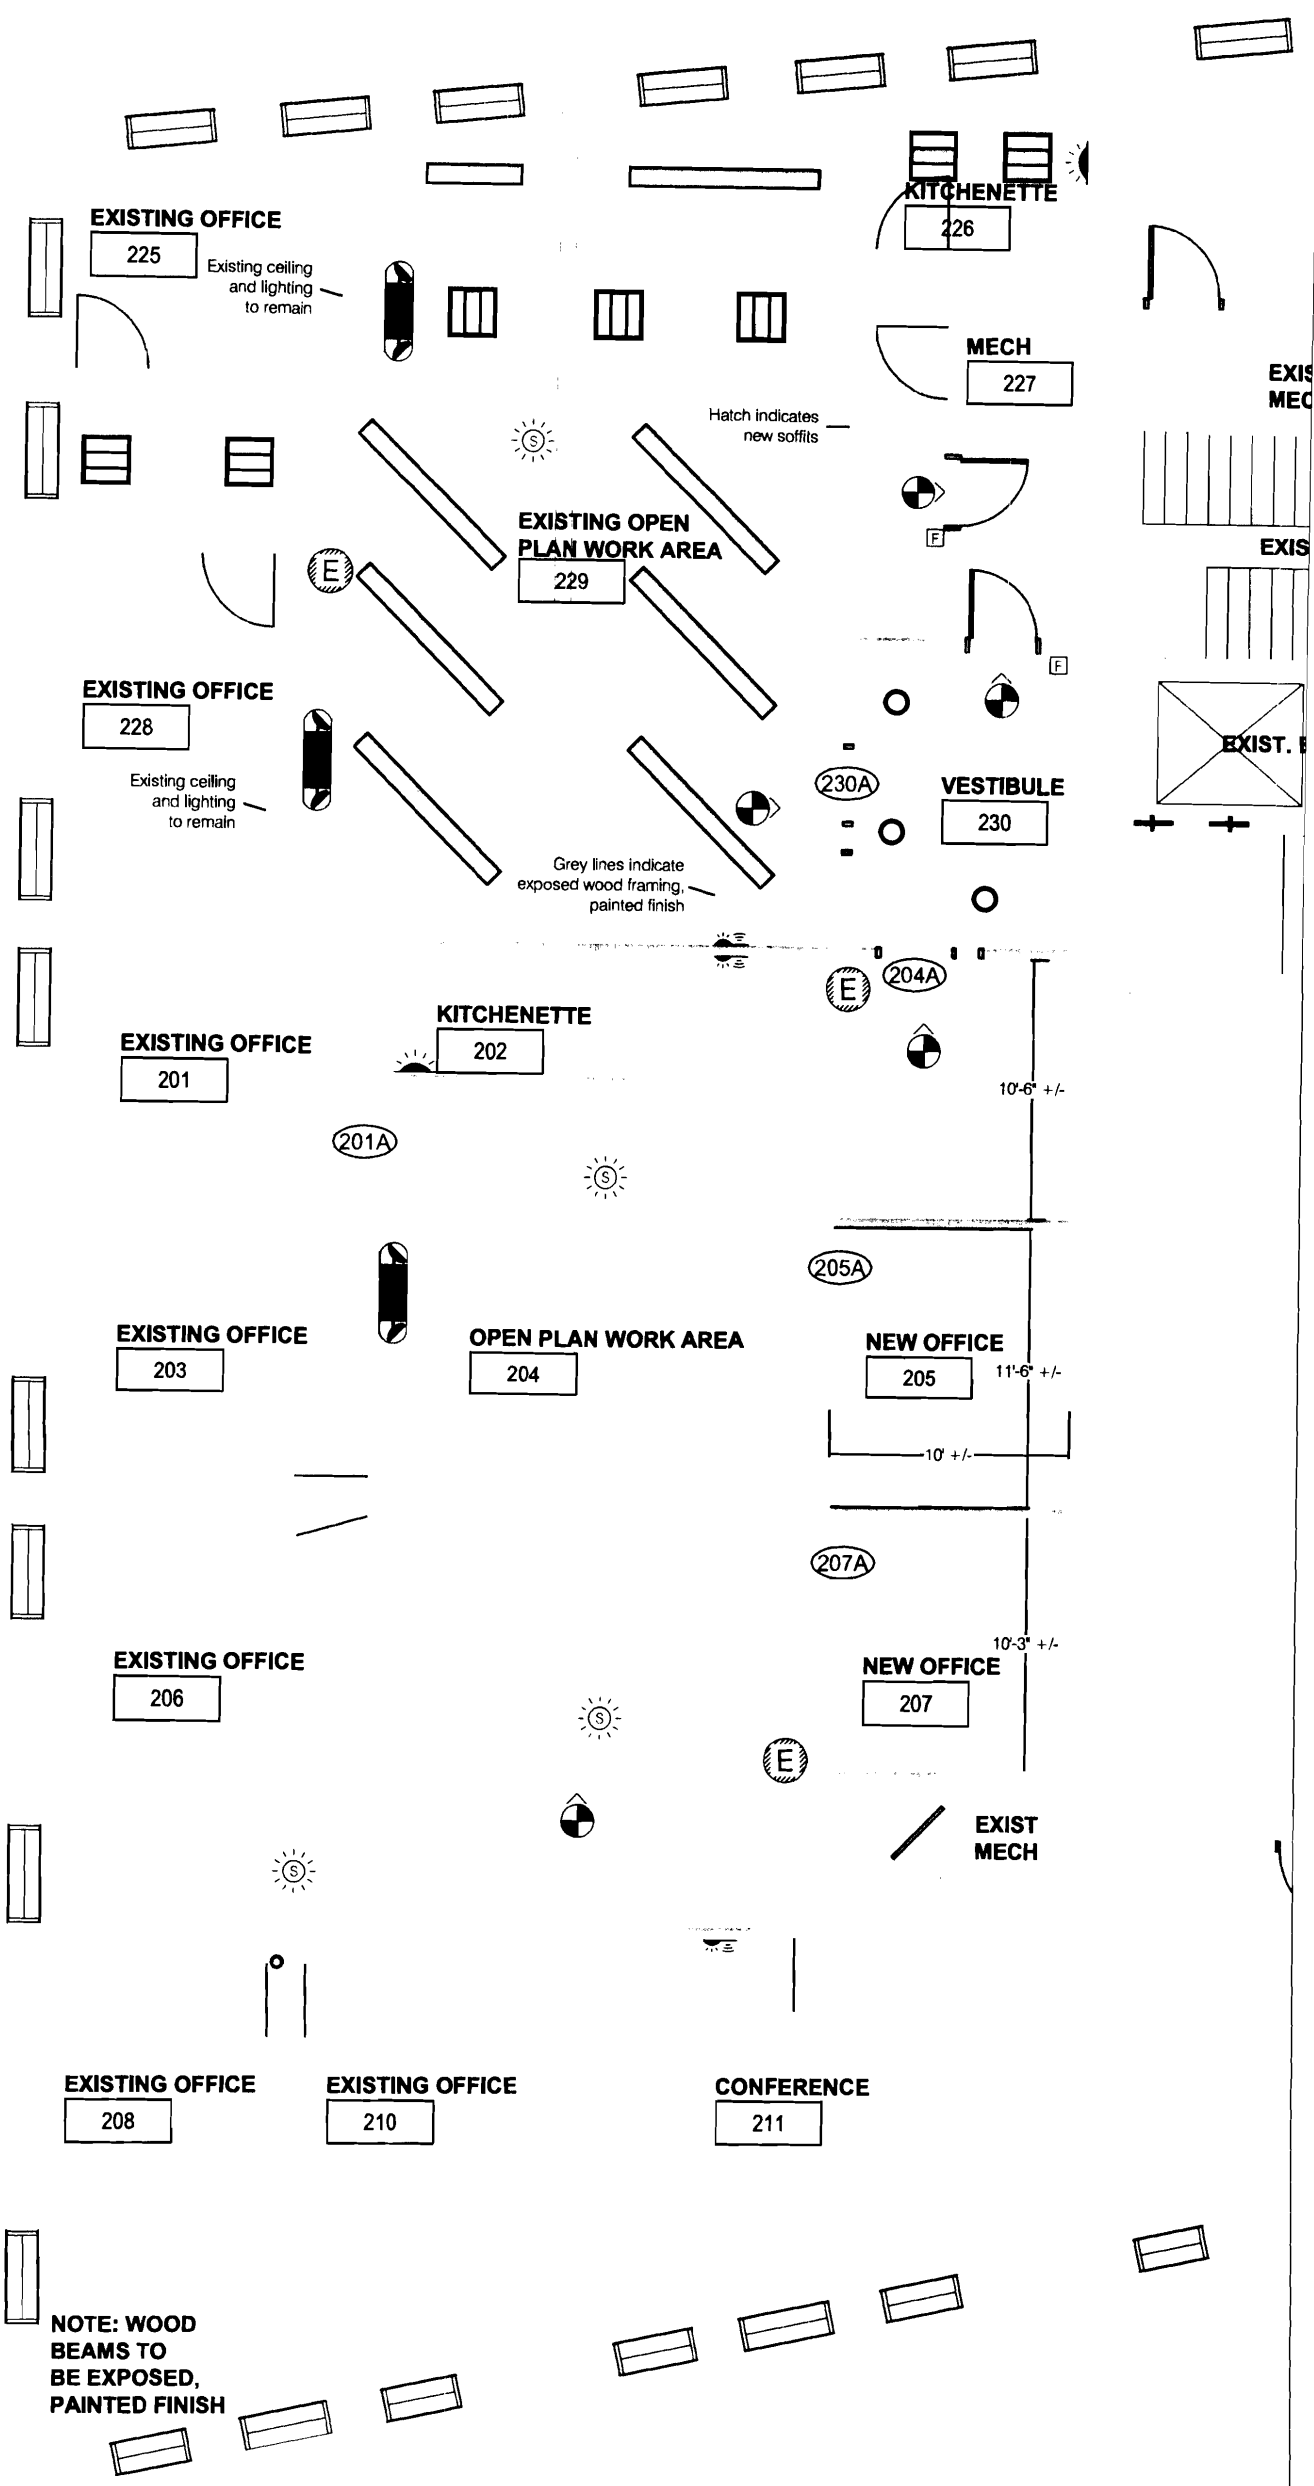 KITCHENETTE
226
EXISTING OFFICE
225
Existing ceiling
and lighting
to remain
MECH
227
Hatch indicates
new soffits
S
EXISTING OPEN
PLAN WORK AREA
229
F
E
F
EXISTING OFFICE
228
Existing ceiling
and lighting
to remain
EXIST.
230A
VESTIBULE
230
Grey lines indicate
exposed wood framing,
painted finish
204A
E
KITCHENETTE
202
EXISTING OFFICE
201
10'-6" +/-
201A
S
205A
EXISTING OFFICE
203
OPEN PLAN WORK AREA
204
NEW OFFICE
205
11'-6" +/-
10' +/-
207A
10'-3" +/-
EXISTING OFFICE
206
NEW OFFICE
207
S
E
EXIST
MECH
S
EXISTING OFFICE
208
EXISTING OFFICE
210
CONFERENCE
211
NOTE: WOOD
BEAMS TO
BE EXPOSED,
PAINTED FINISH